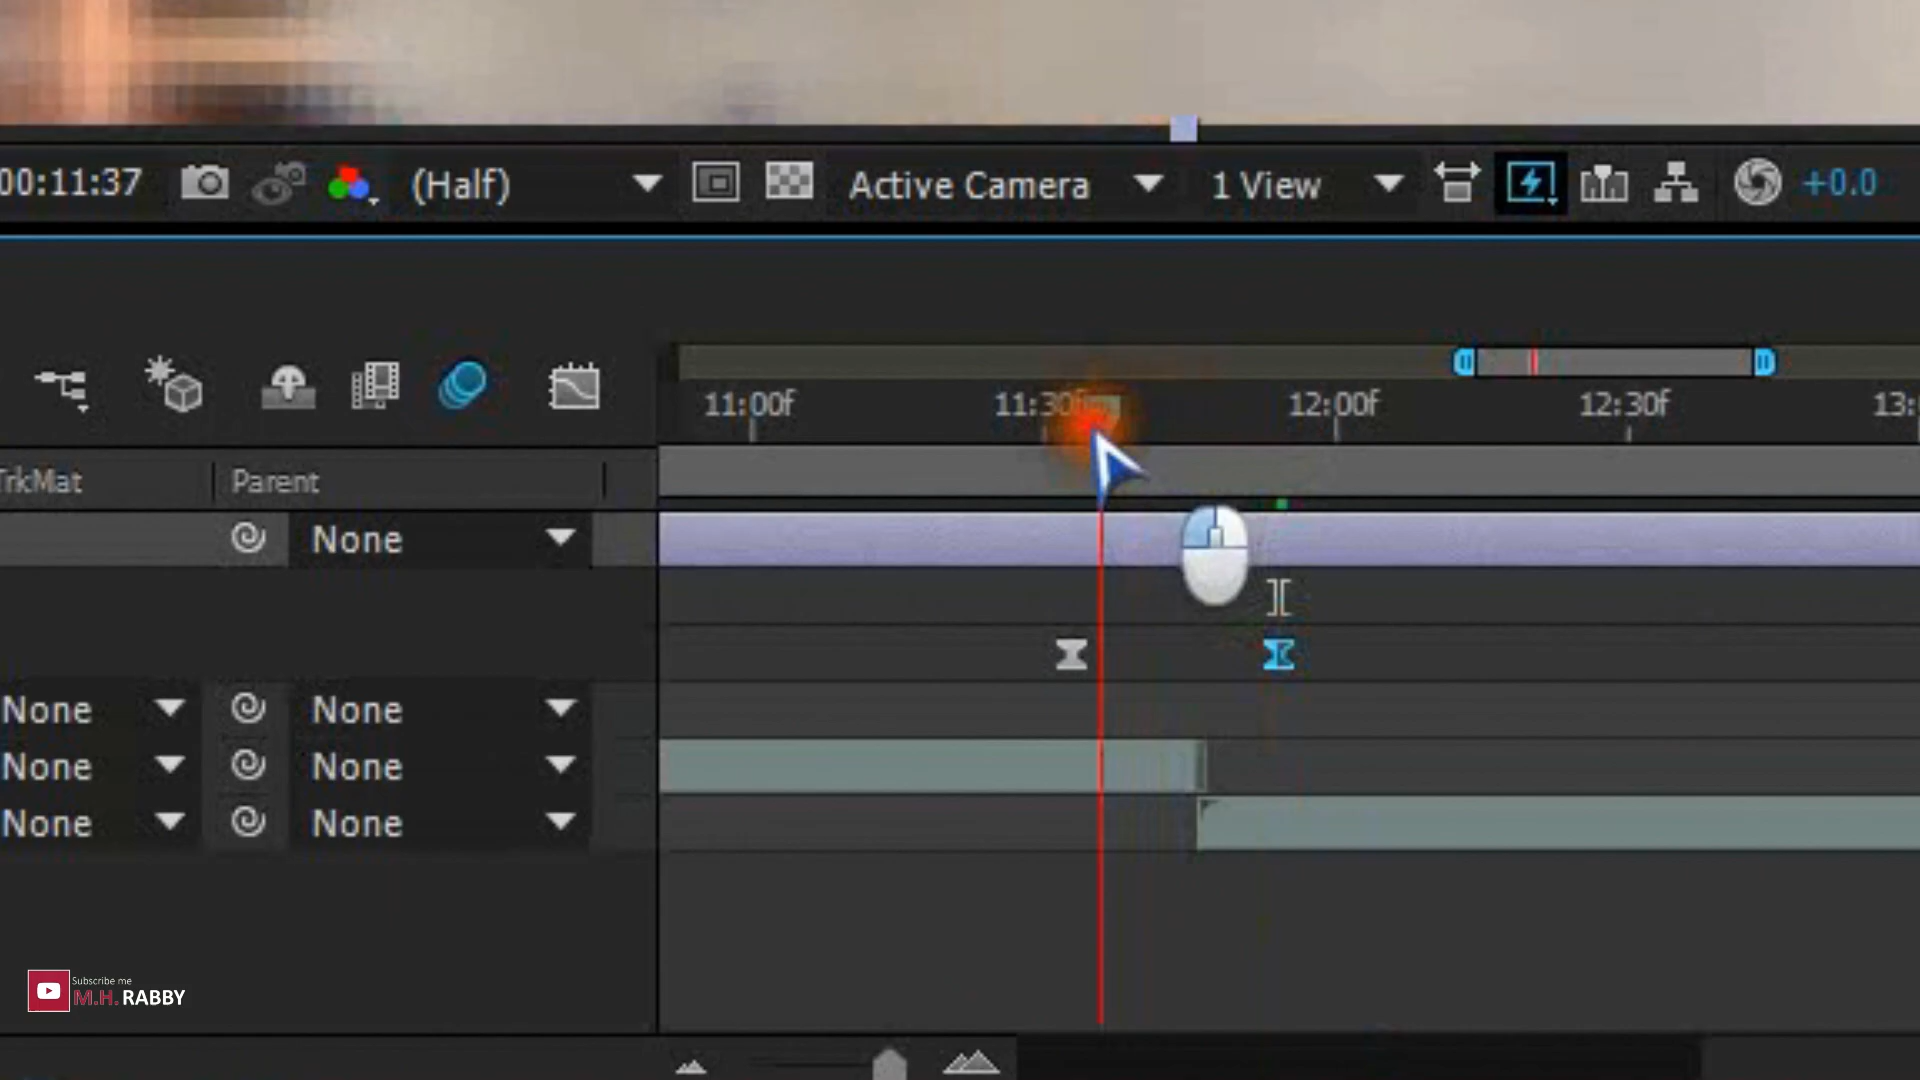 00:11:37 (Half) Active Camera 1 View +0.0
11:00f 11:30f 12:00f 12:30f 13:
TrkMat Parent
None
None None
None None
None None
Subscribe me
M.H. RABBY